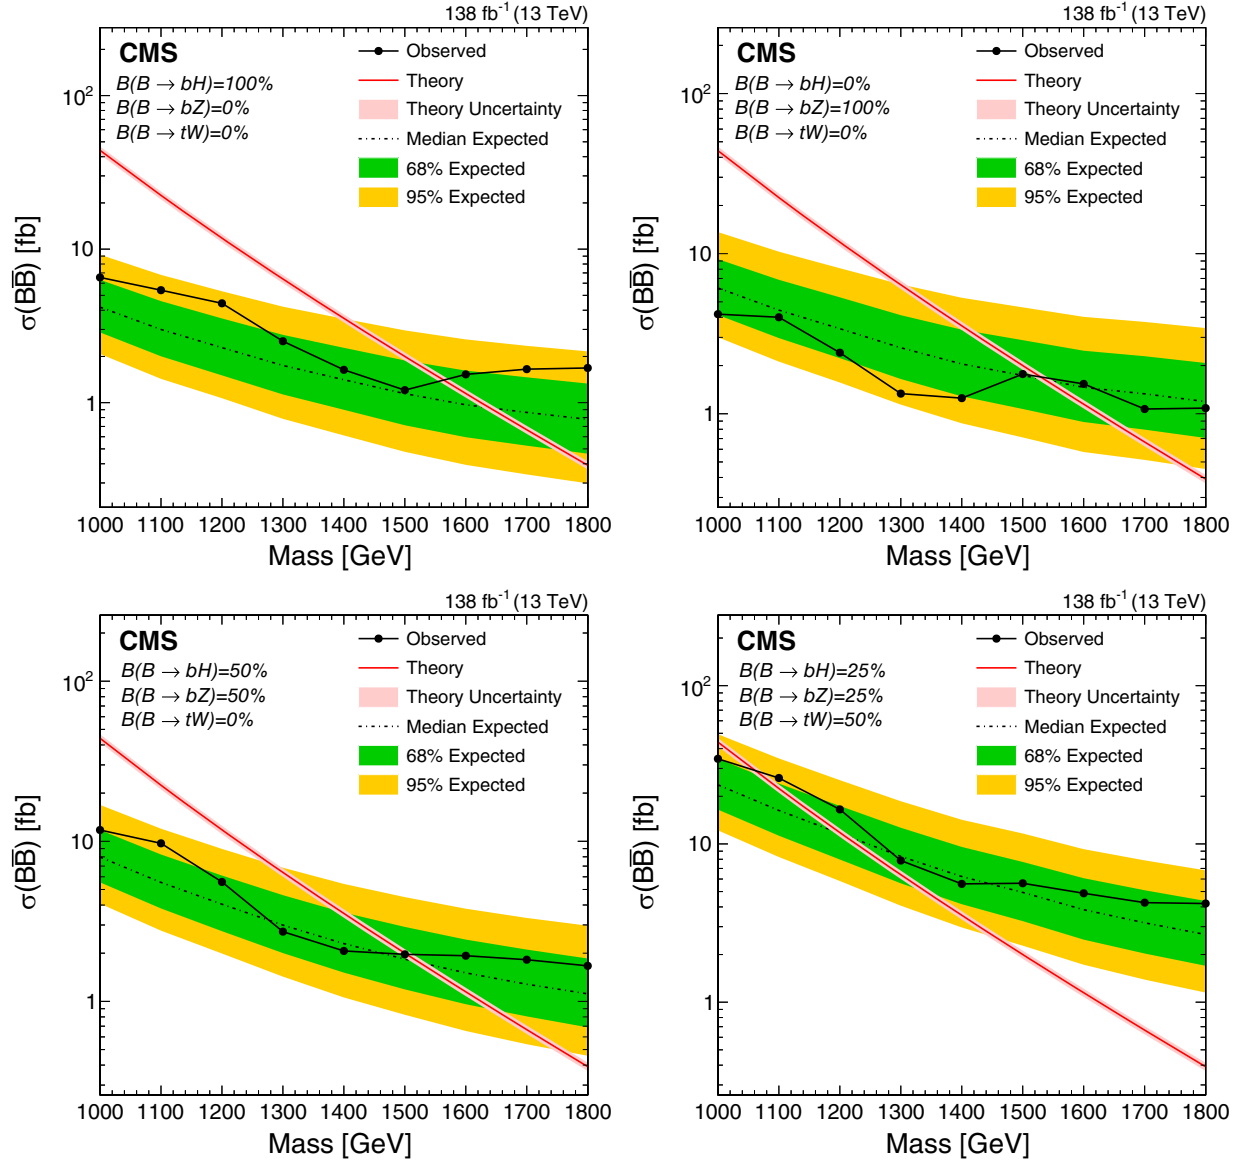 138 fb⁻¹ (13 TeV)
CMS
B(B → bH)=100%
B(B → bZ)=0%
B(B → tW)=0%
Observed
Theory
Theory Uncertainty
Median Expected
68% Expected
95% Expected
10²
10
1
σ(BB̅) [fb]
1000 1100 1200 1300 1400 1500 1600 1700 1800
Mass [GeV]
138 fb⁻¹ (13 TeV)
CMS
B(B → bH)=0%
B(B → bZ)=100%
B(B → tW)=0%
Observed
Theory
Theory Uncertainty
Median Expected
68% Expected
95% Expected
10²
10
1
σ(BB̅) [fb]
1000 1100 1200 1300 1400 1500 1600 1700 1800
Mass [GeV]
138 fb⁻¹ (13 TeV)
CMS
B(B → bH)=50%
B(B → bZ)=50%
B(B → tW)=0%
Observed
Theory
Theory Uncertainty
Median Expected
68% Expected
95% Expected
10²
10
1
σ(BB̅) [fb]
1000 1100 1200 1300 1400 1500 1600 1700 1800
Mass [GeV]
138 fb⁻¹ (13 TeV)
CMS
B(B → bH)=25%
B(B → bZ)=25%
B(B → tW)=50%
Observed
Theory
Theory Uncertainty
Median Expected
68% Expected
95% Expected
10²
10
1
σ(BB̅) [fb]
1000 1100 1200 1300 1400 1500 1600 1700 1800
Mass [GeV]